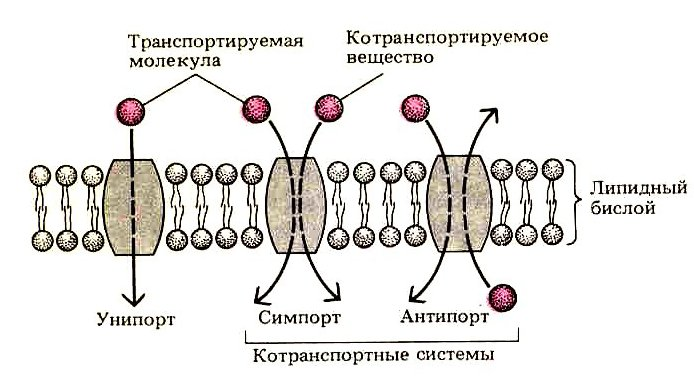 Транспортируемая
молекула
Котранспортируемое
вещество
Липидный
бислой
Унипорт
Симпорт
Антипорт
Котранспортные системы